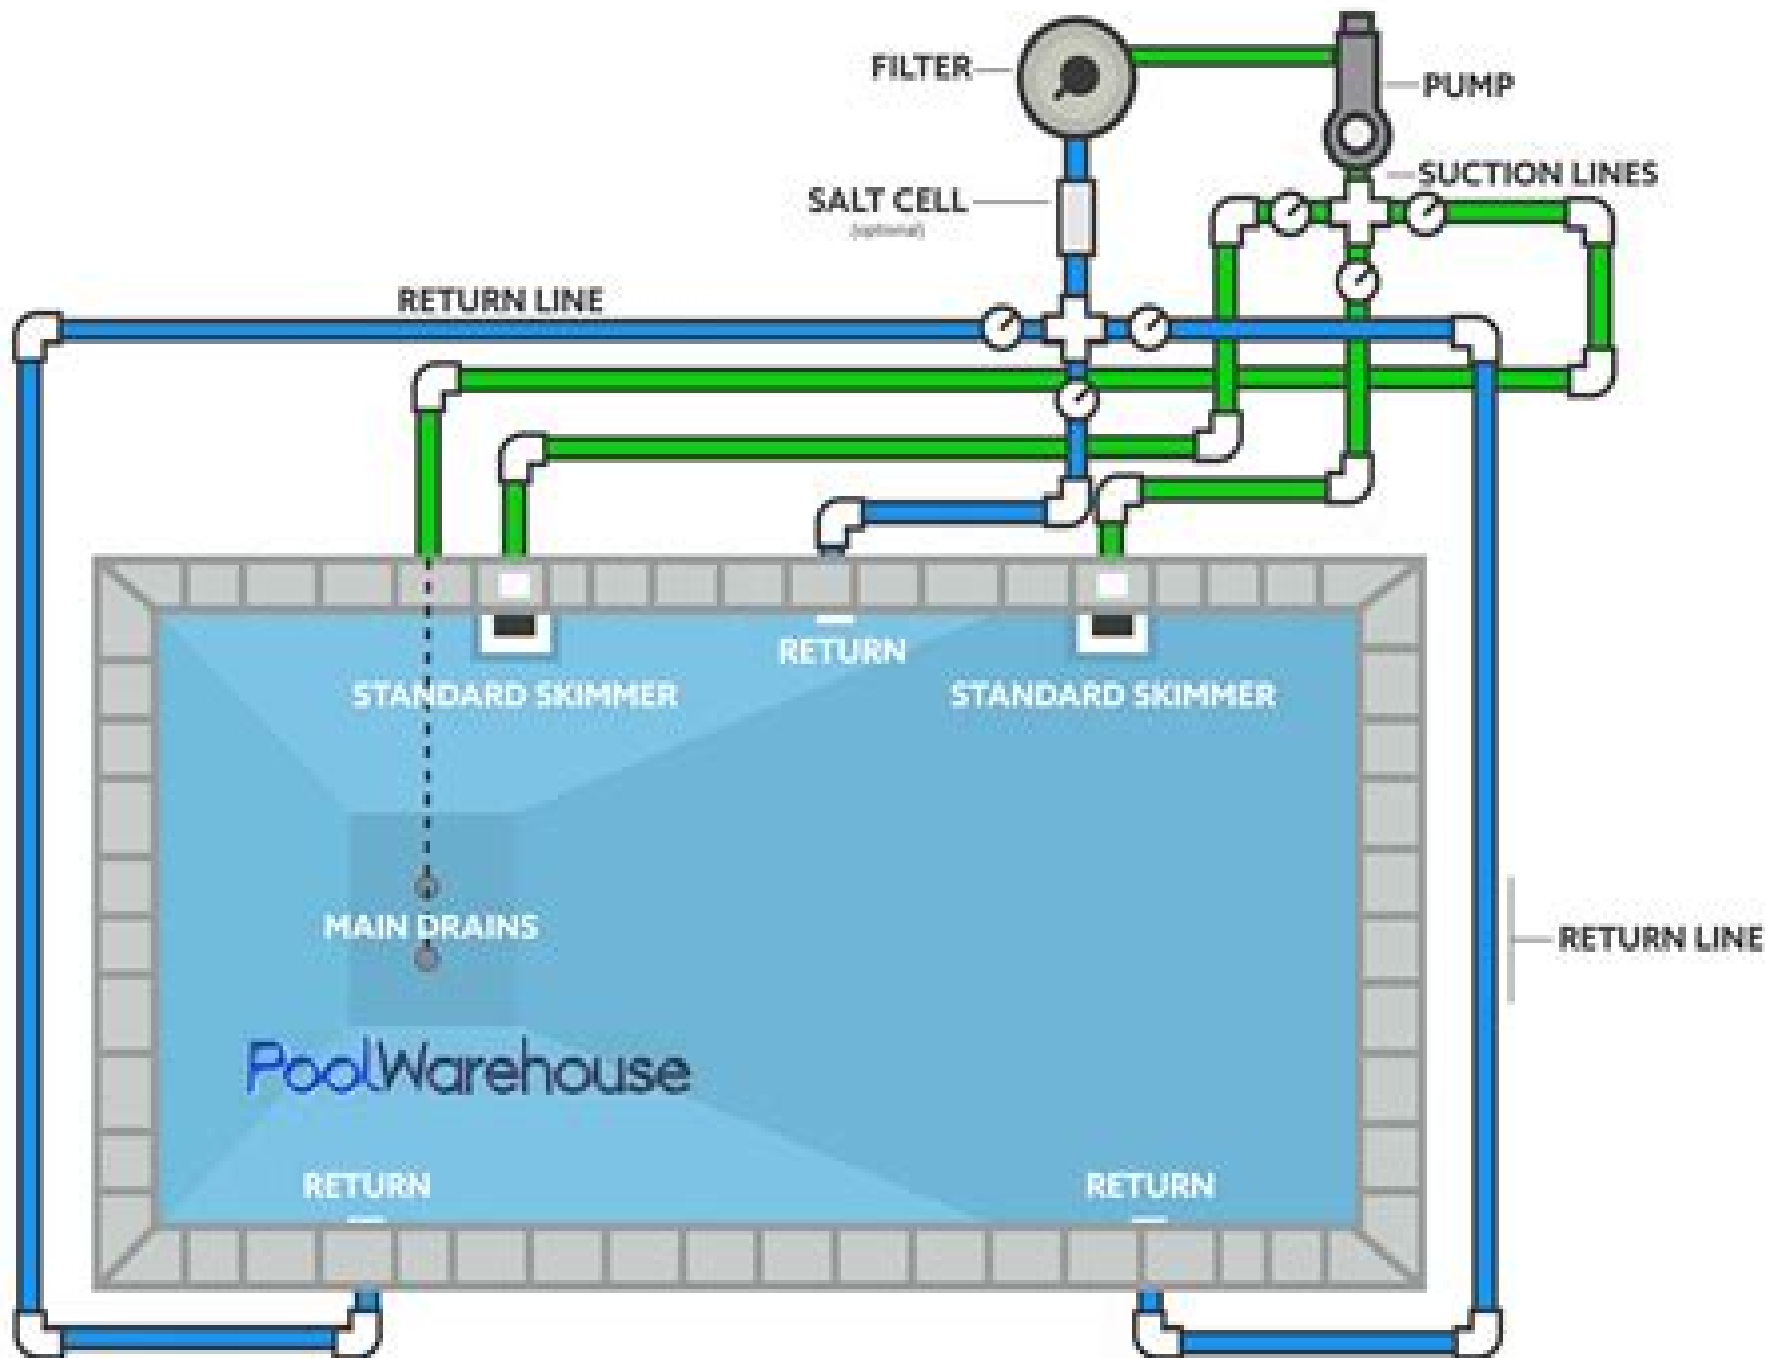 FILTER
PUMP
SUCTION LINES
SALT CELL
(optional)
RETURN LINE
RETURN
STANDARD SKIMMER
STANDARD SKIMMER
MAIN DRAINS
RETURN LINE
PoolWarehouse
RETURN
RETURN